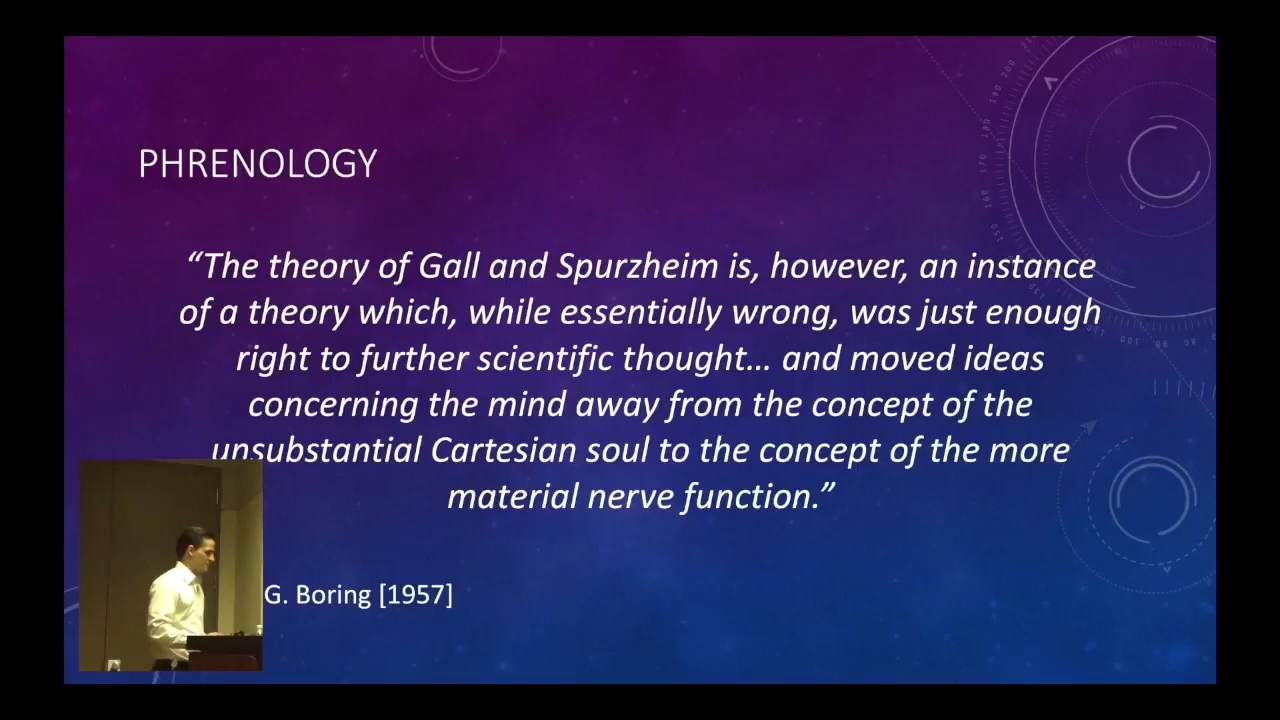 PHRENOLOGY
“The theory of Gall and Spurzheim is, however, an instance
of a theory which, while essentially wrong, was just enough
right to further scientific thought… and moved ideas
concerning the mind away from the concept of the
unsubstantial Cartesian soul to the concept of the more
material nerve function.”
G. Boring [1957]